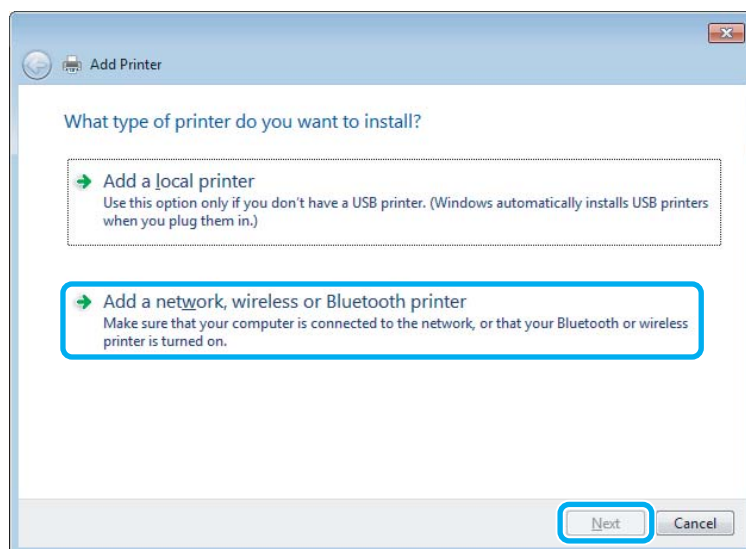 Add Printer
What type of printer do you want to install?
Add a local printer
Use this option only if you don't have a USB printer. (Windows automatically installs USB printers
when you plug them in.)
Add a network, wireless or Bluetooth printer
Make sure that your computer is connected to the network, or that your Bluetooth or wireless
printer is turned on.
Next Cancel